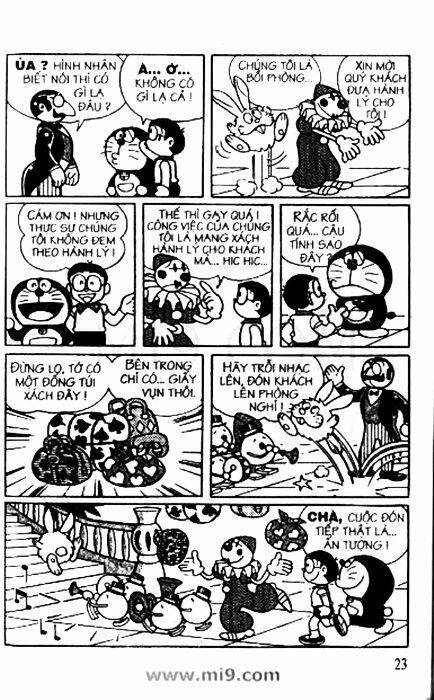 ỦA ? HÌNH NHÂN
BIẾT NÓI THÌ CÓ
GÌ LẠ
ĐÂU ?
À... Ờ...
KHÔNG CÓ
GÌ LẠ CẢ !
CHÚNG TÔI LÀ
BỒI PHÒNG...
XIN MỜI
QUÝ KHÁCH
ĐƯA HÀNH
LÝ CHO
TÔI !
CÁM ƠN ! NHƯNG
THỰC SỰ CHÚNG
TÔI KHÔNG ĐEM
THEO HÀNH LÝ !
THẾ THÌ GAY QUÁ !
CÔNG VIỆC CỦA CHÚNG
TÔI LÀ MANG XÁCH
HÀNH LÝ CHO KHÁCH
MÀ... HIC HIC...
RẮC RỐI
QUÁ... CẬU
TÍNH SAO
ĐÂY ?
ĐỪNG LO, TỚ CÓ
MỘT ĐỐNG TÚI
XÁCH ĐÂY !
BÊN TRONG
CHỈ CÓ... GIẤY
VỤN THÔI.
HÃY TRỖI NHẠC
LÊN, ĐÓN KHÁCH
LÊN PHÒNG
NGHỈ !
CHÀ, CUỘC ĐÓN
TIẾP THẬT LÀ...
ẤN TƯỢNG !
23
www.mi9.com